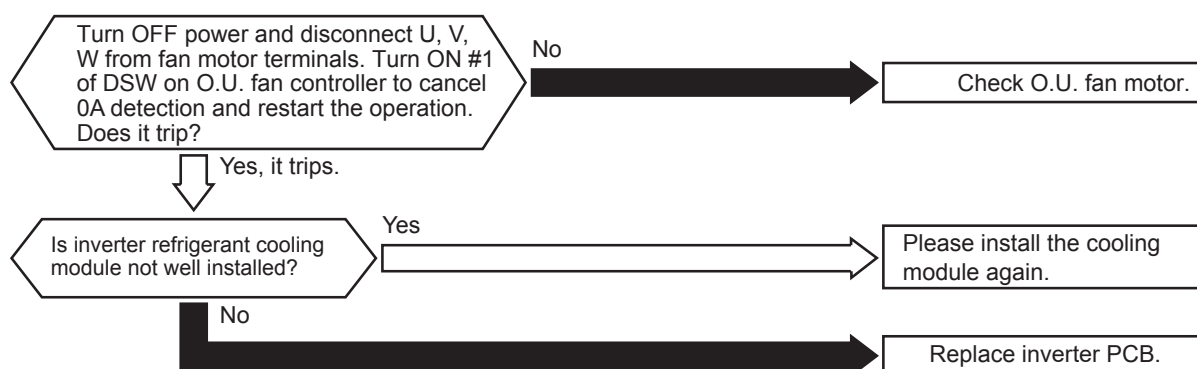 Turn OFF power and disconnect U, V,
W from fan motor terminals. Turn ON #1
of DSW on O.U. fan controller to cancel
0A detection and restart the operation.
Does it trip?
No
Check O.U. fan motor.
Yes, it trips.
Is inverter refrigerant cooling
module not well installed?
Yes
Please install the cooling
module again.
No
Replace inverter PCB.